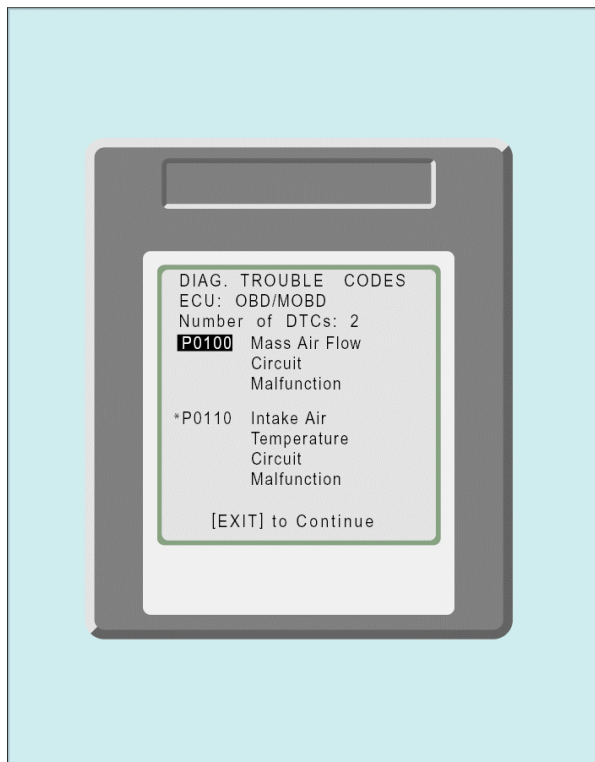 DIAG. TROUBLE CODES
ECU: OBD/MOBD
Number of DTCs: 2
P0100 Mass Air Flow
Circuit
Malfunction
*P0110 Intake Air
Temperature
Circuit
Malfunction
[EXIT] to Continue